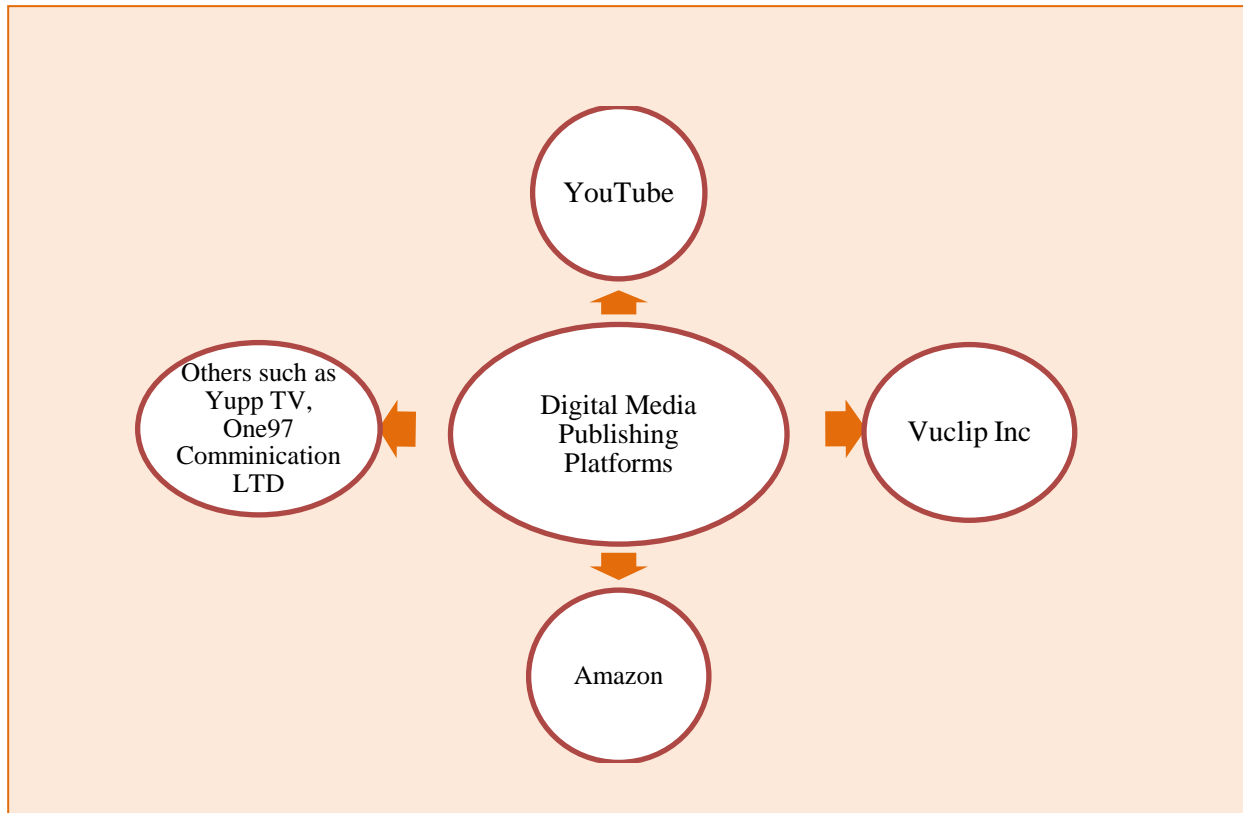 YouTube
Others such as
Yupp TV,
One97
Comminication
LTD
Digital Media
Publishing
Platforms
Vuclip Inc
Amazon